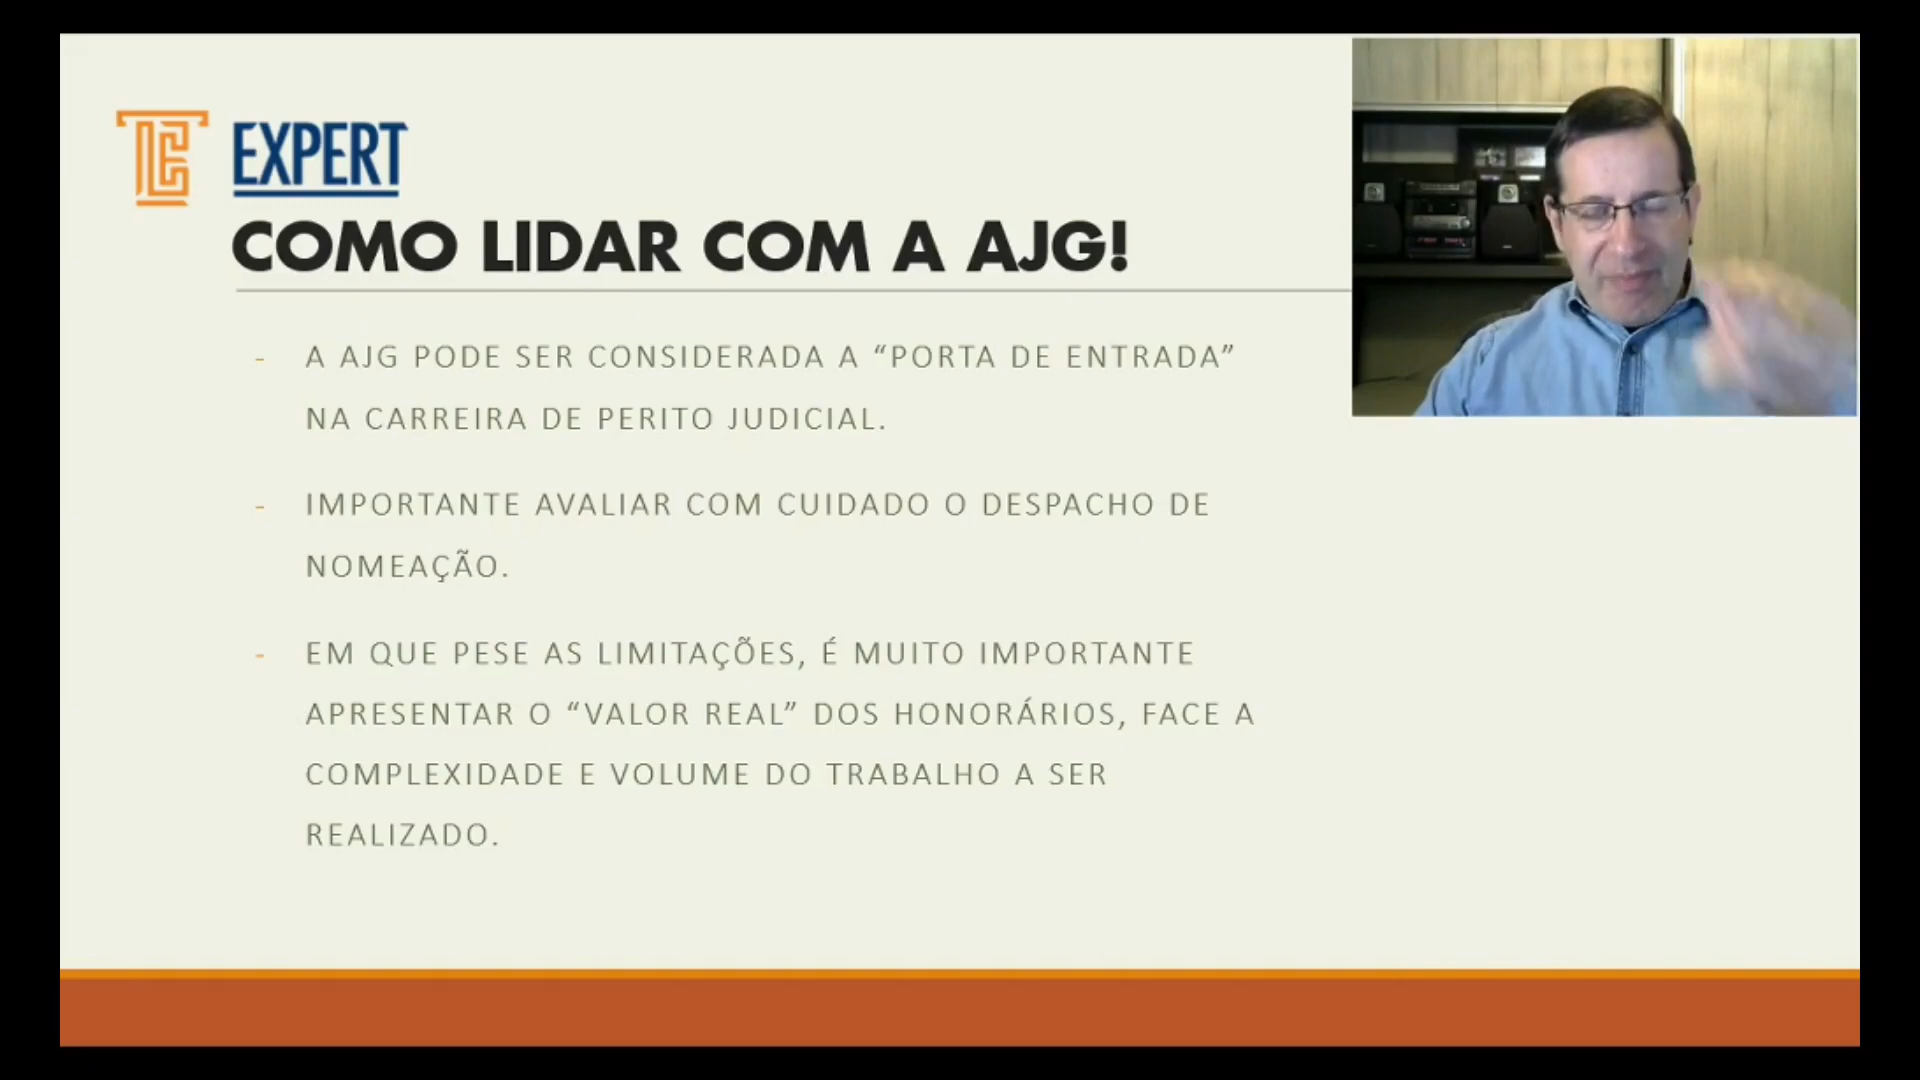 EXPERT
COMO LIDAR COM A AJG!
- A AJG PODE SER CONSIDERADA A “PORTA DE ENTRADA”
NA CARREIRA DE PERITO JUDICIAL.
- IMPORTANTE AVALIAR COM CUIDADO O DESPACHO DE
NOMEAÇÃO.
- EM QUE PESE AS LIMITAÇÕES, É MUITO IMPORTANTE
APRESENTAR O “VALOR REAL” DOS HONORÁRIOS, FACE A
COMPLEXIDADE E VOLUME DO TRABALHO A SER
REALIZADO.